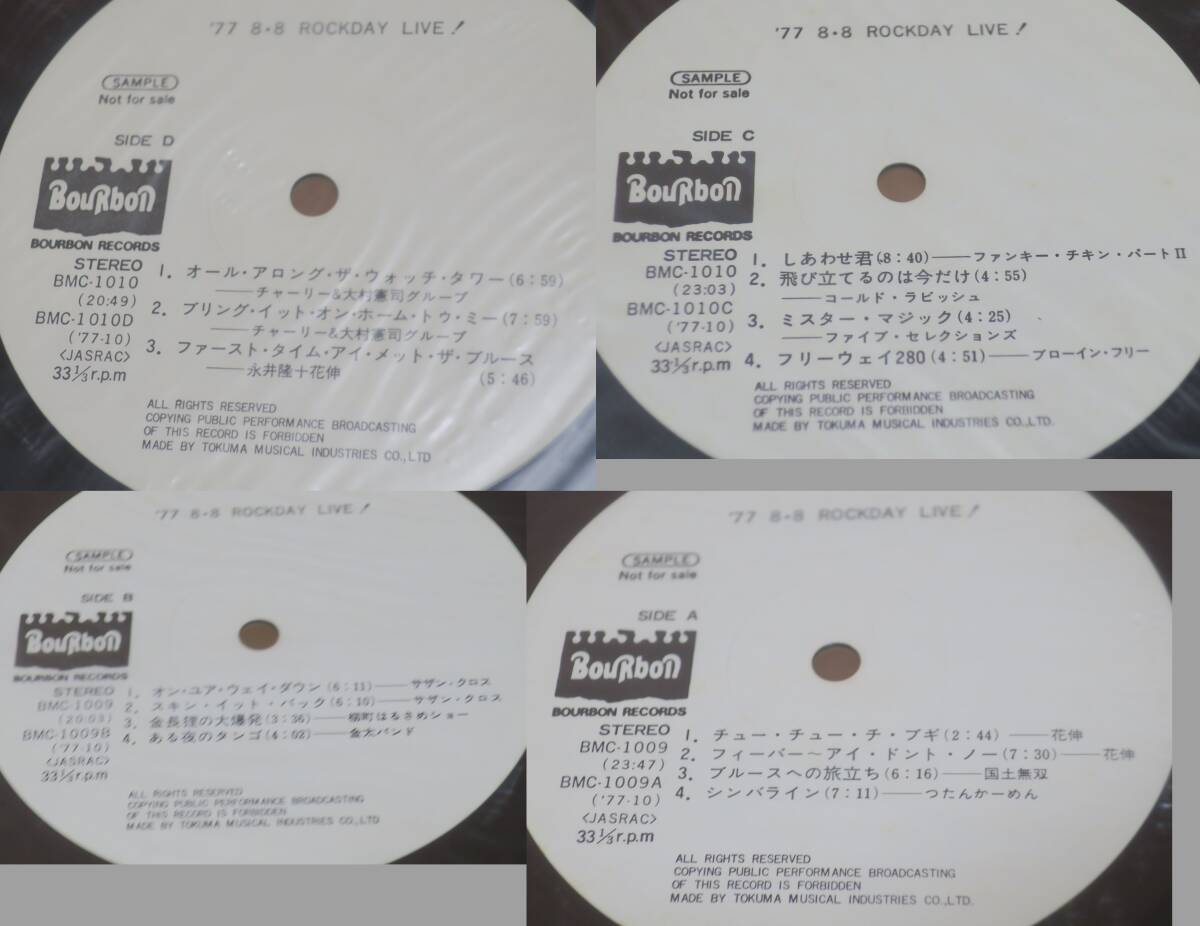 '77 8・8 ROCKDAY LIVE!
SAMPLE
Not for sale
SIDE D
BouRbon
BOURBON RECORDS
STEREO
BMC-1010
(20:49)
BMC-1010D
('77-10)
<JASRAC>
33⅓r.p.m
1. オール・アロング・ザ・ウォッチ・タワー(6:59)
――チャーリー&大村憲司グループ
2. ブリング・イット・オン・ホーム・トゥ・ミー(7:59)
――チャーリー&大村憲司グループ
3. ファースト・タイム・アイ・メット・ザ・ブルース
――永井隆十花伸 (5:46)
ALL RIGHTS RESERVED
COPYING PUBLIC PERFORMANCE BROADCASTING
OF THIS RECORD IS FORBIDDEN
MADE BY TOKUMA MUSICAL INDUSTRIES CO.,LTD
'77 8・8 ROCKDAY LIVE!
SAMPLE
Not for sale
SIDE C
BouRbon
BOURBON RECORDS
STEREO
BMC-1010
(23:03)
BMC-1010C
('77-10)
<JASRAC>
33⅓r.p.m
1. しあわせ君(8:40)――ファンキー・チキン・パートⅡ
2. 飛び立てるのは今だけ(4:55)
――コールド・ラビッシュ
3. ミスター・マジック(4:25)
――ファイブ・セレクションズ
4. フリーウェイ280(4:51)――ブローイン・フリー
ALL RIGHTS RESERVED
COPYING PUBLIC PERFORMANCE BROADCASTING
OF THIS RECORD IS FORBIDDEN
MADE BY TOKUMA MUSICAL INDUSTRIES CO.,LTD.
'77 8・8 ROCKDAY LIVE!
SAMPLE
Not for sale
SIDE B
BouRbon
BOURBON RECORDS
STEREO
BMC-1009
(20:03)
BMC-1009B
('77-10)
<JASRAC>
33⅓r.p.m
1. オン・ユア・ウェイ・ダウン(6:11)――サザン・クロス
2. スキン・イット・バック(6:10)――サザン・クロス
3. 金長狸の大爆発(3:36)――柳町はるさめショー
4. ある夜のタンゴ(4:02)――金太バンド
ALL RIGHTS RESERVED
COPYING PUBLIC PERFORMANCE BROADCASTING
OF THIS RECORD IS FORBIDDEN
MADE BY TOKUMA MUSICAL INDUSTRIES CO.,LTD
'77 8・8 ROCKDAY LIVE!
SAMPLE
Not for sale
SIDE A
BouRbon
BOURBON RECORDS
STEREO
BMC-1009
(23:47)
BMC-1009A
('77-10)
<JASRAC>
33⅓r.p.m
1. チュー・チュー・チ・ブギ(2:44)――花伸
2. フィーバー～アイ・ドント・ノー(7:30)――花伸
3. ブルースへの旅立ち(6:16)――国土無双
4. シンバライン(7:11)――つたんかーめん
ALL RIGHTS RESERVED
COPYING PUBLIC PERFORMANCE BROADCASTING
OF THIS RECORD IS FORBIDDEN
MADE BY TOKUMA MUSICAL INDUSTRIES CO.,LTD.